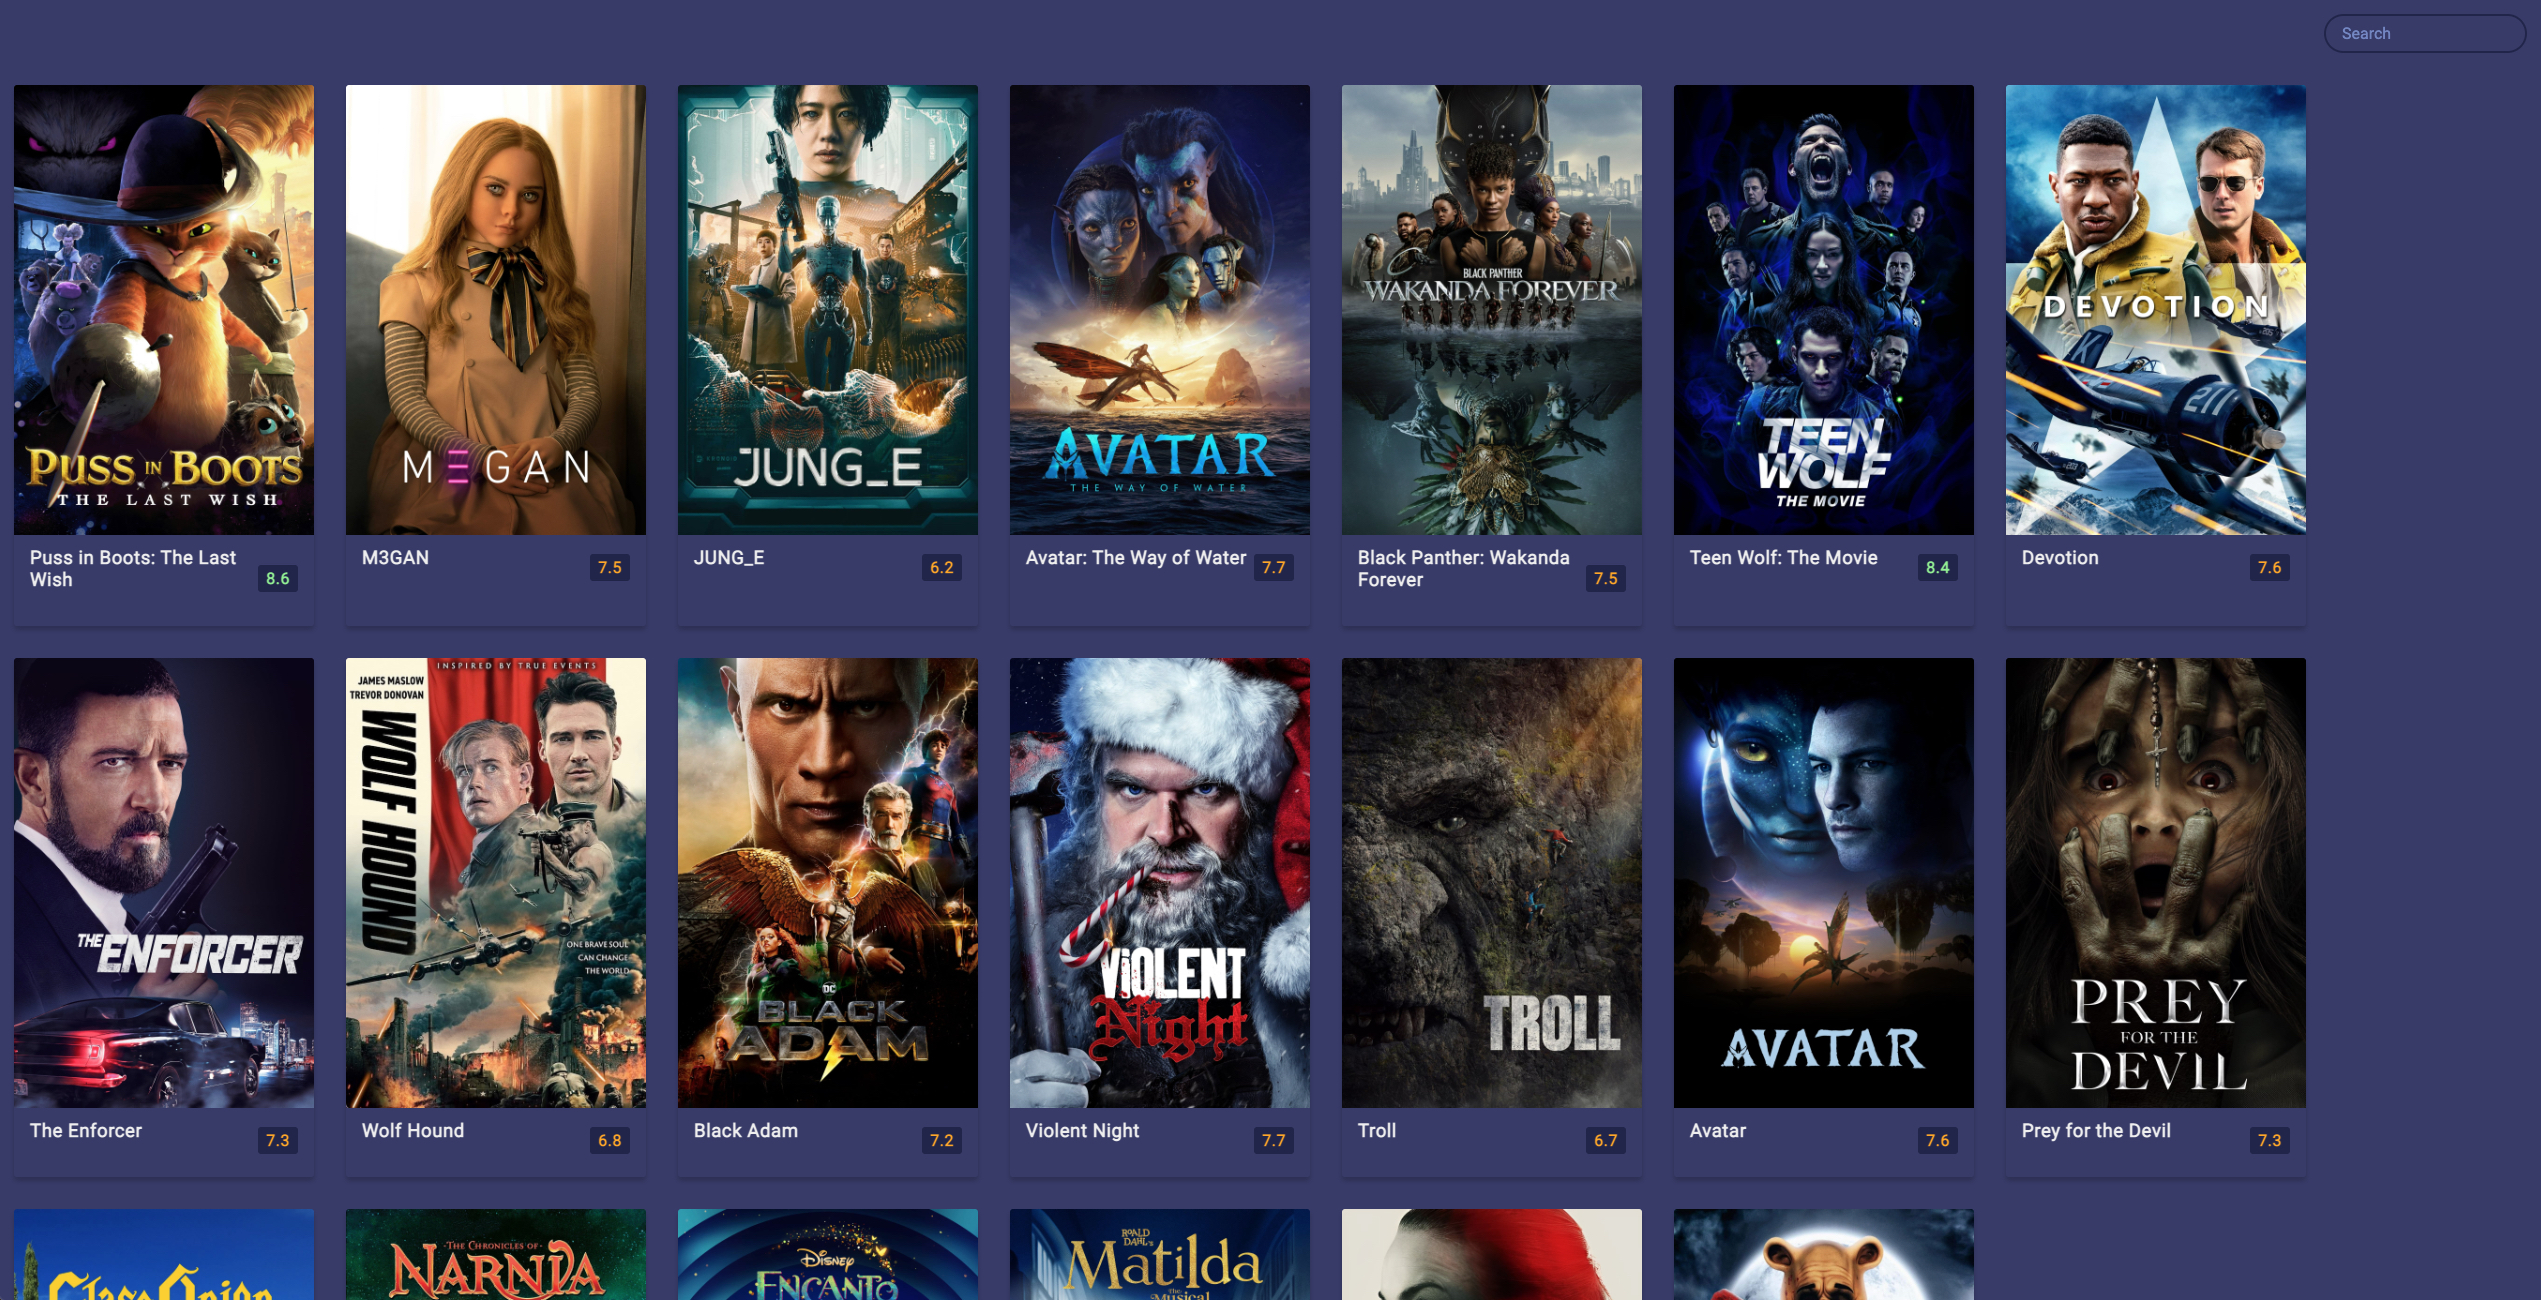 Search
PUSS IN BOOTS
THE LAST WISH
MEGAN
JUNG_E
AVATAR
THE WAY OF WATER
BLACK PANTHER
WAKANDA FOREVER
TEEN
WOLF
THE MOVIE
DEVOTION
K
211
Puss in Boots: The Last
Wish
8.6
M3GAN
7.5
JUNG_E
6.2
Avatar: The Way of Water
7.7
Black Panther: Wakanda
Forever
7.5
Teen Wolf: The Movie
8.4
Devotion
7.6
THE
ENFORCER
INSPIRED BY TRUE EVENTS
JAMES MASLOW
TREVOR DONOVAN
WOLF HOUND
ONE BRAVE SOUL
CAN CHANGE
THE WORLD
DC
BLACK
ADAM
VIOLENT
Night
TROLL
AVATAR
PREY
FOR THE
DEVIL
The Enforcer
7.3
Wolf Hound
6.8
Black Adam
7.2
Violent Night
7.7
Troll
6.7
Avatar
7.6
Prey for the Devil
7.3
Glass Onion
THE CHRONICLES OF
NARNIA
DISNEY
ENCANTO
ROALD
DAHL'S
Matilda
The
Musical